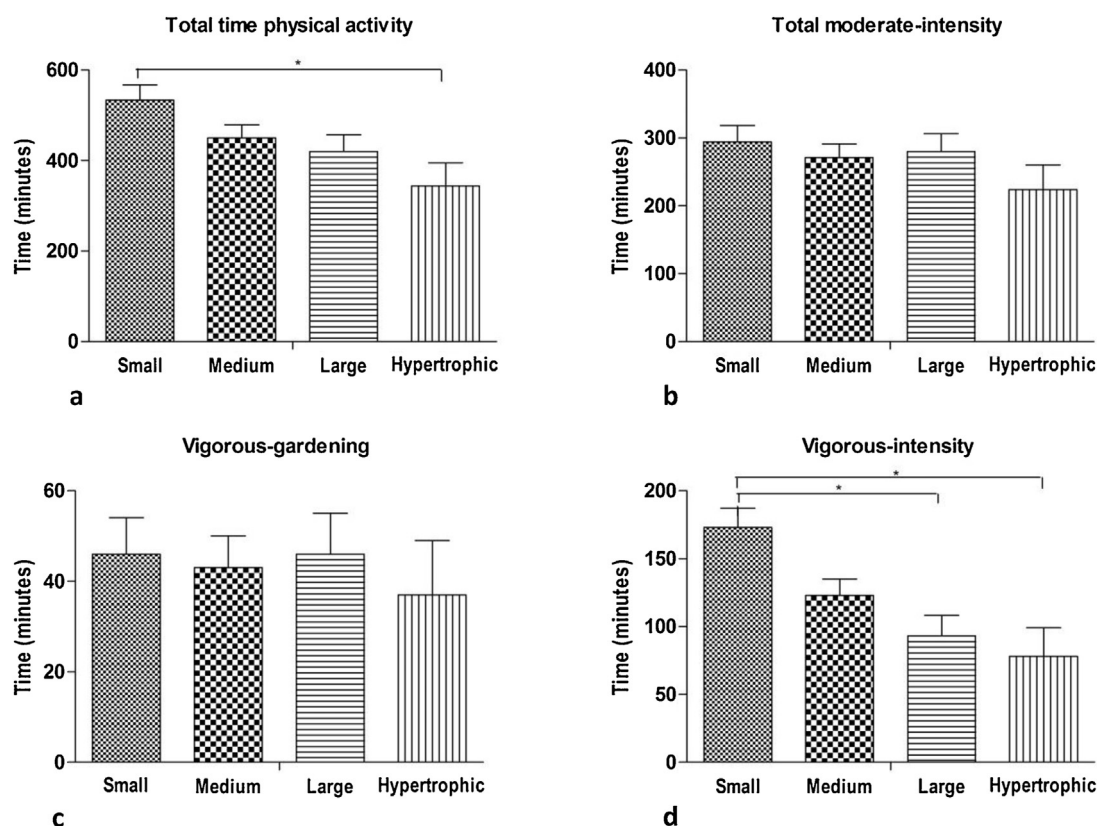 Total time physical activity
*
Time (minutes)
600
400
200
0
Small Medium Large Hypertrophic
a
Total moderate-intensity
Time (minutes)
400
300
200
100
0
Small Medium Large Hypertrophic
b
Vigorous-gardening
Time (minutes)
60
40
20
0
Small Medium Large Hypertrophic
c
Vigorous-intensity
*
*
Time (minutes)
200
150
100
50
0
Small Medium Large Hypertrophic
d